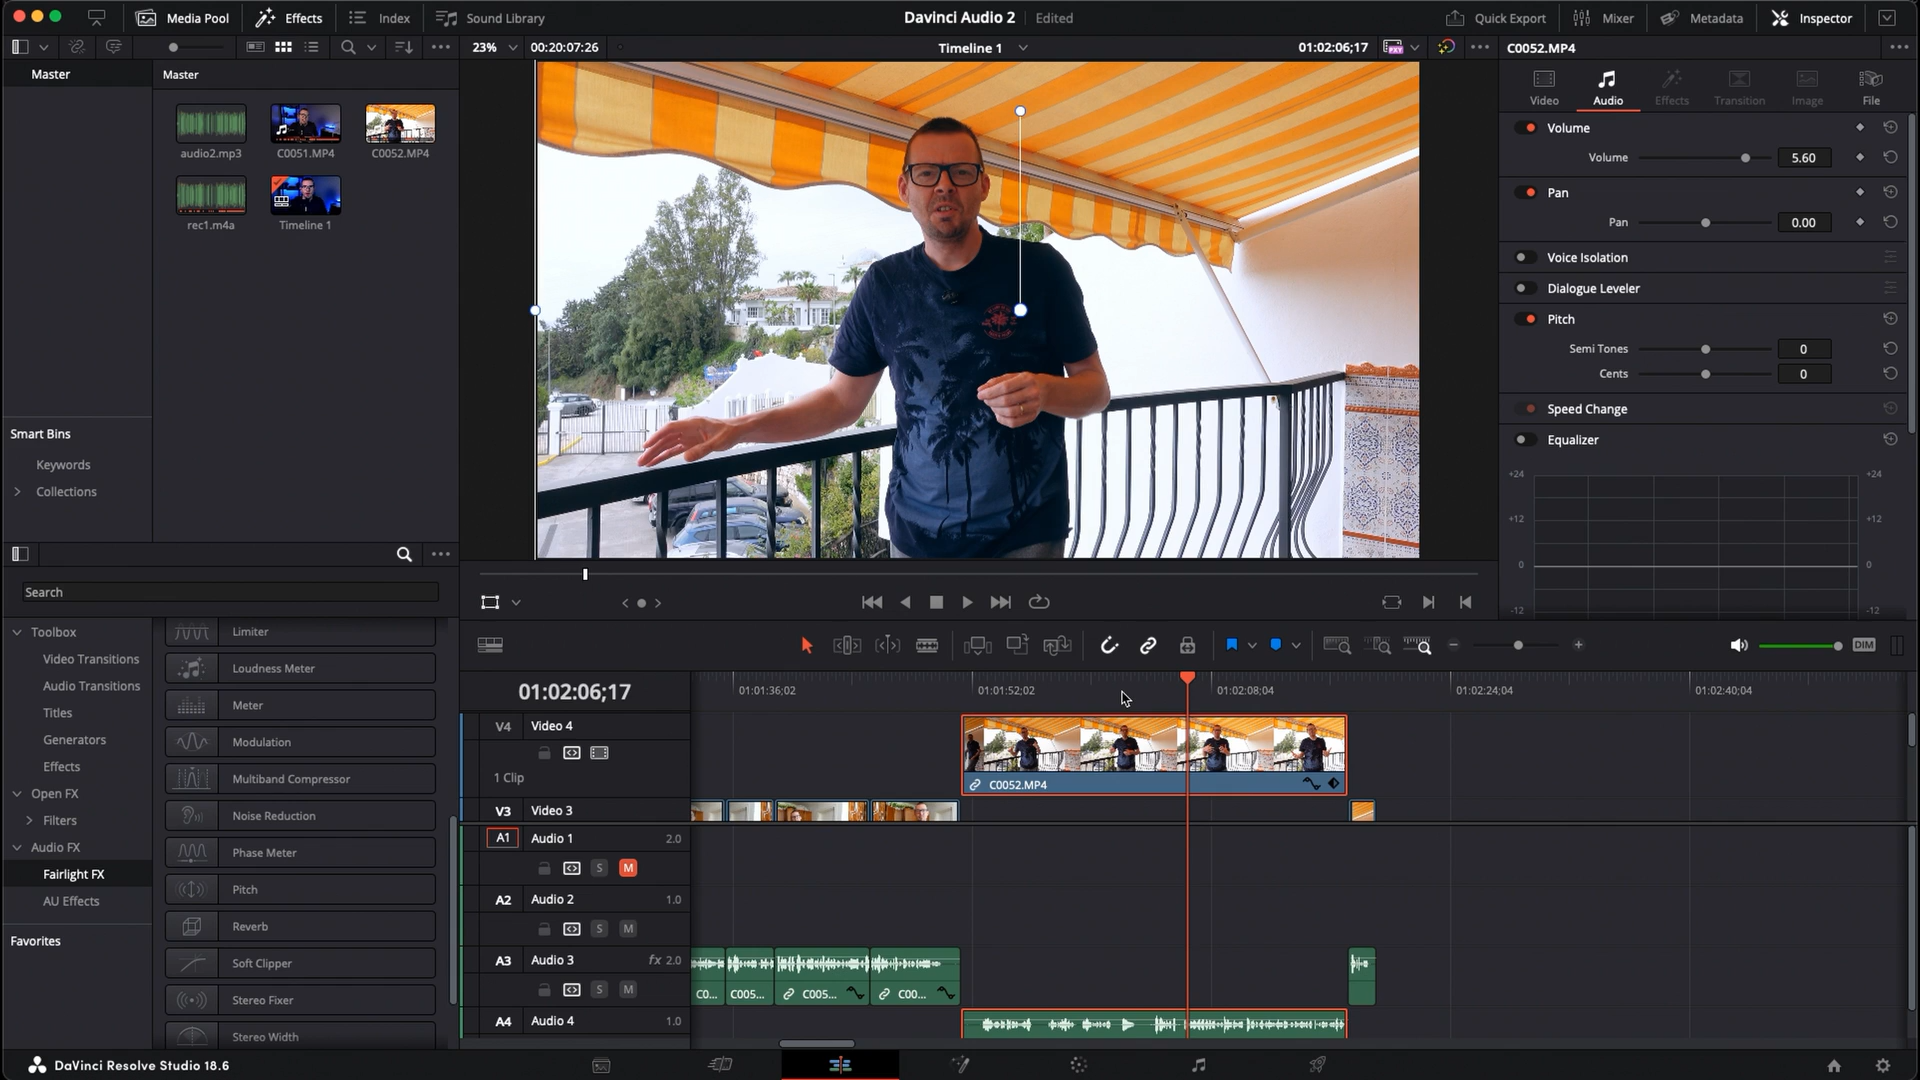 Media Pool
Effects
Index
Sound Library
Davinci Audio 2
Edited
Quick Export
Mixer
Metadata
Inspector
23%
00:20:07:26
Timeline 1
01:02:06;17
C0052.MP4
Master
Master
audio2.mp3
C0051.MP4
C0052.MP4
rec1.m4a
Timeline 1
Smart Bins
Keywords
Collections
Video
Audio
Effects
Transition
Image
File
Volume
Volume
5.60
Pan
Pan
0.00
Voice Isolation
Dialogue Leveler
Pitch
Semi Tones
0
Cents
0
Speed Change
Equalizer
+24
+24
+12
+12
0
0
-12
-12
Search
Toolbox
Video Transitions
Audio Transitions
Titles
Generators
Effects
Open FX
Filters
Audio FX
Fairlight FX
AU Effects
Favorites
Limiter
Loudness Meter
Meter
Modulation
Multiband Compressor
Noise Reduction
Phase Meter
Pitch
Reverb
Soft Clipper
Stereo Fixer
Stereo Width
DIM
01:02:06;17
01:01:36;02
01:01:52;02
01:02:08;04
01:02:24;04
01:02:40;04
V4
Video 4
1 Clip
C0052.MP4
V3
Video 3
A1
Audio 1
2.0
S
M
A2
Audio 2
1.0
S
M
A3
Audio 3
fx 2.0
S
M
C0...
C005...
C005...
C00...
A4
Audio 4
1.0
DaVinci Resolve Studio 18.6